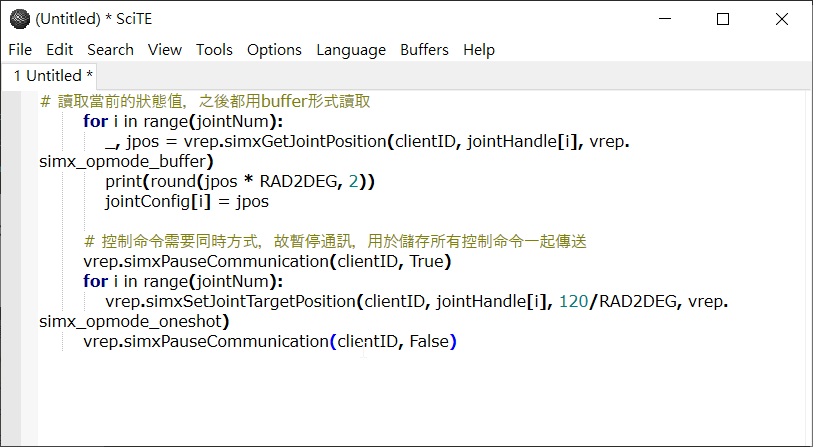 (Untitled) * SciTE
File Edit Search View Tools Options Language Buffers Help
1 Untitled *
# 讀取當前的狀態值，之後都用buffer形式讀取
for i in range(jointNum):
_, jpos = vrep.simxGetJointPosition(clientID, jointHandle[i], vrep.
simx_opmode_buffer)
print(round(jpos * RAD2DEG, 2))
jointConfig[i] = jpos
# 控制命令需要同時方式，故暫停通訊，用於儲存所有控制命令一起傳送
vrep.simxPauseCommunication(clientID, True)
for i in range(jointNum):
vrep.simxSetJointTargetPosition(clientID, jointHandle[i], 120/RAD2DEG, vrep.
simx_opmode_oneshot)
vrep.simxPauseCommunication(clientID, False)